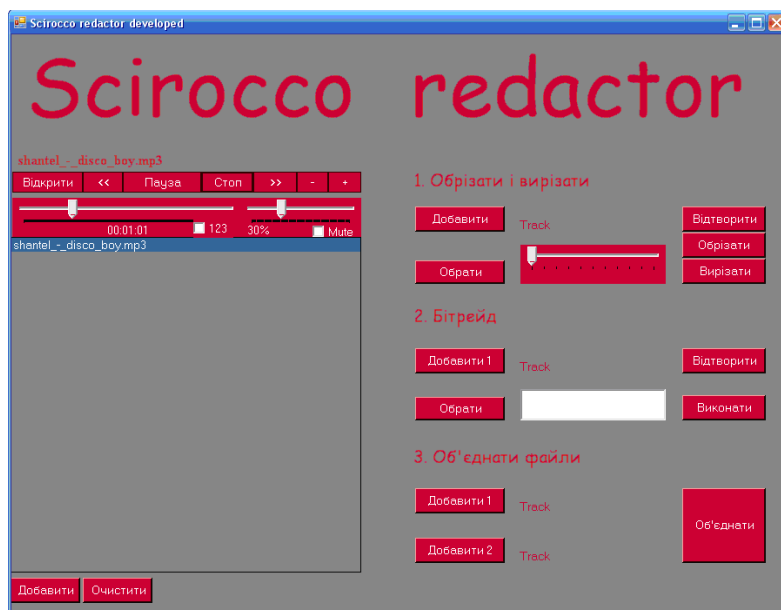 Scirocco redactor developed
Scirocco redactor
shantel_-_disco_boy.mp3
Відкрити << Пауза Стоп >> - +
00:01:01 123 30% Mute
shantel_-_disco_boy.mp3
Добавити Очистити
1. Обрізати і вирізати
Добавити Track Відтворити
Обрізати
Обрати Вирізати
2. Бітрейд
Добавити 1 Track Відтворити
Обрати Виконати
3. Об'єднати файли
Добавити 1 Track
Об'єднати
Добавити 2 Track